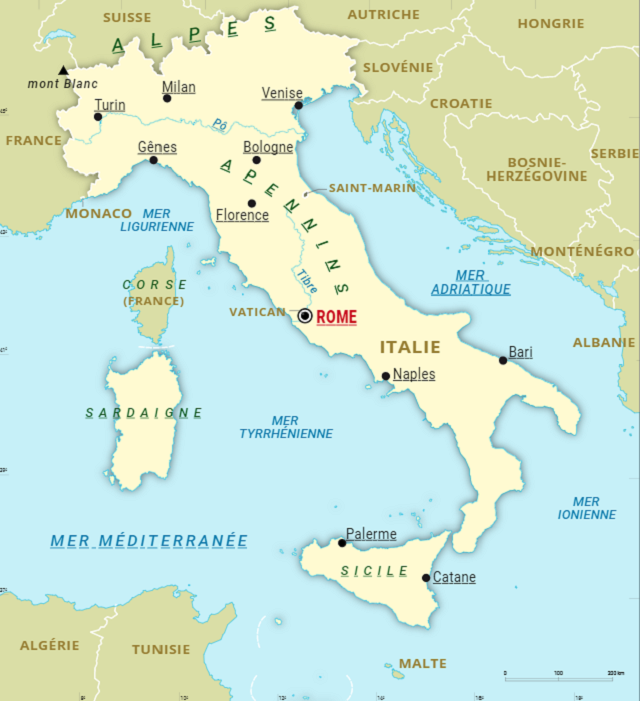 SUISSE
AUTRICHE
HONGRIE
ALPES
SLOVÉNIE
mont Blanc
Milan
Venise
Turin
CROATIE
Pô
FRANCE
Gênes
Bologne
SERBIE
BOSNIE-
HERZÉGOVINE
APENNINS
SAINT-MARIN
MONACO
MER
LIGURIENNE
Florence
MONTÉNÉGRO
CORSE
(FRANCE)
Tibre
MER
ADRIATIQUE
VATICAN
ROME
ITALIE
ALBANIE
Bari
Naples
SARDAIGNE
MER
TYRRHÉNIENNE
MER
IONIENNE
MER MÉDITERRANÉE
Palerme
SICILE
Catane
ALGÉRIE
TUNISIE
MALTE
0 100 200 km